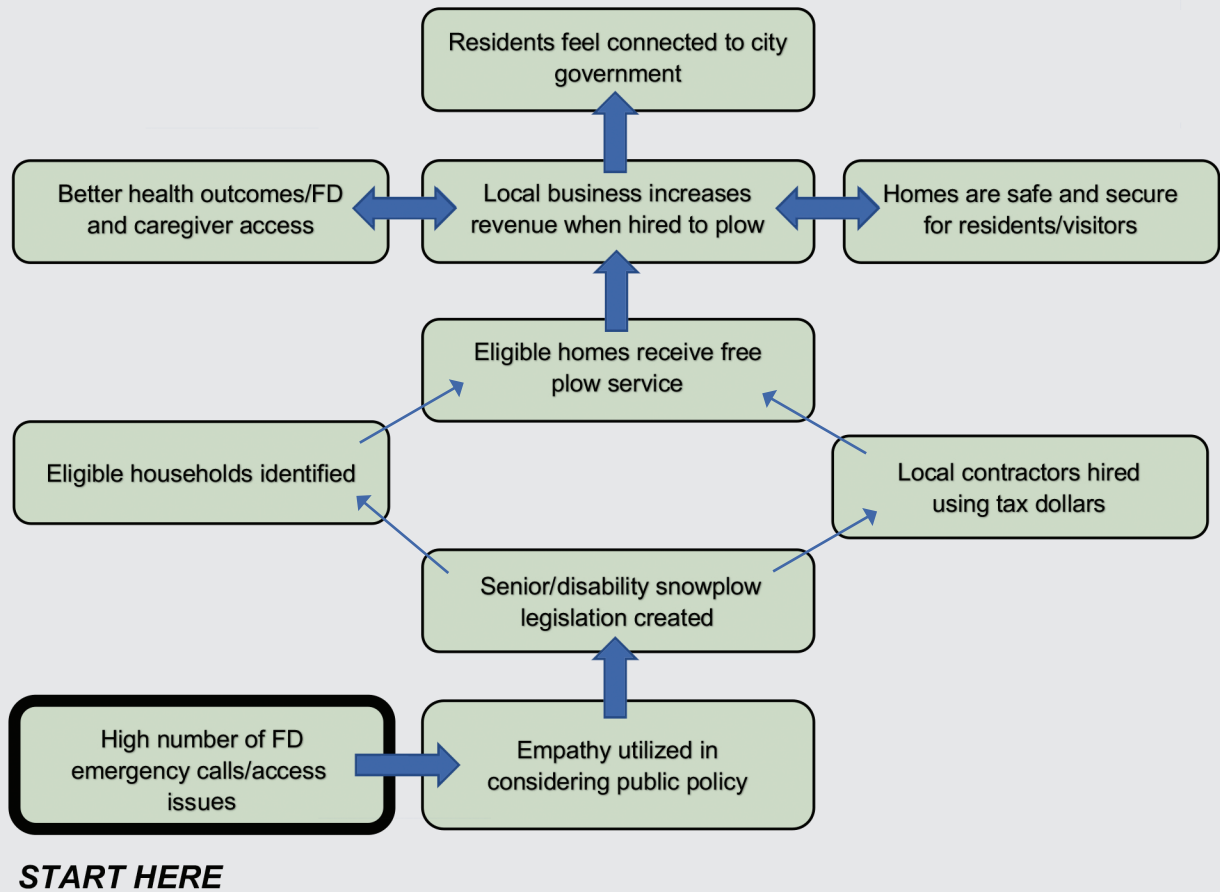 Residents feel connected to city
government
Better health outcomes/FD
and caregiver access
Local business increases
revenue when hired to plow
Homes are safe and secure
for residents/visitors
Eligible homes receive free
plow service
Eligible households identified
Local contractors hired
using tax dollars
Senior/disability snowplow
legislation created
High number of FD
emergency calls/access
issues
Empathy utilized in
considering public policy
START HERE